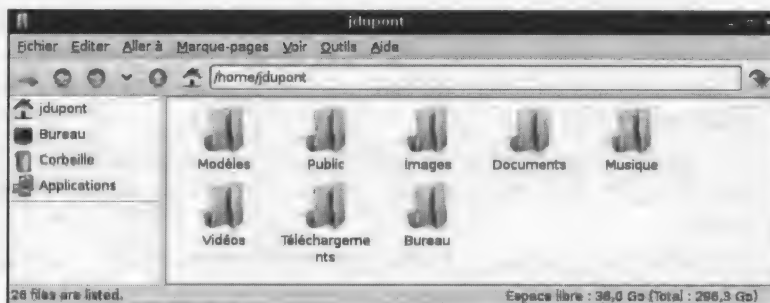 jdupont
Fichier Editer Aller à Marque-pages Voir Outils Aide
/home/jdupont
jdupont
Bureau
Corbeille
Applications
Modèles Public Images Documents Musique
Vidéos Téléchargeme
nts Bureau
26 files are listed. Espace libre : 36,0 Go (Total : 296,3 Go)